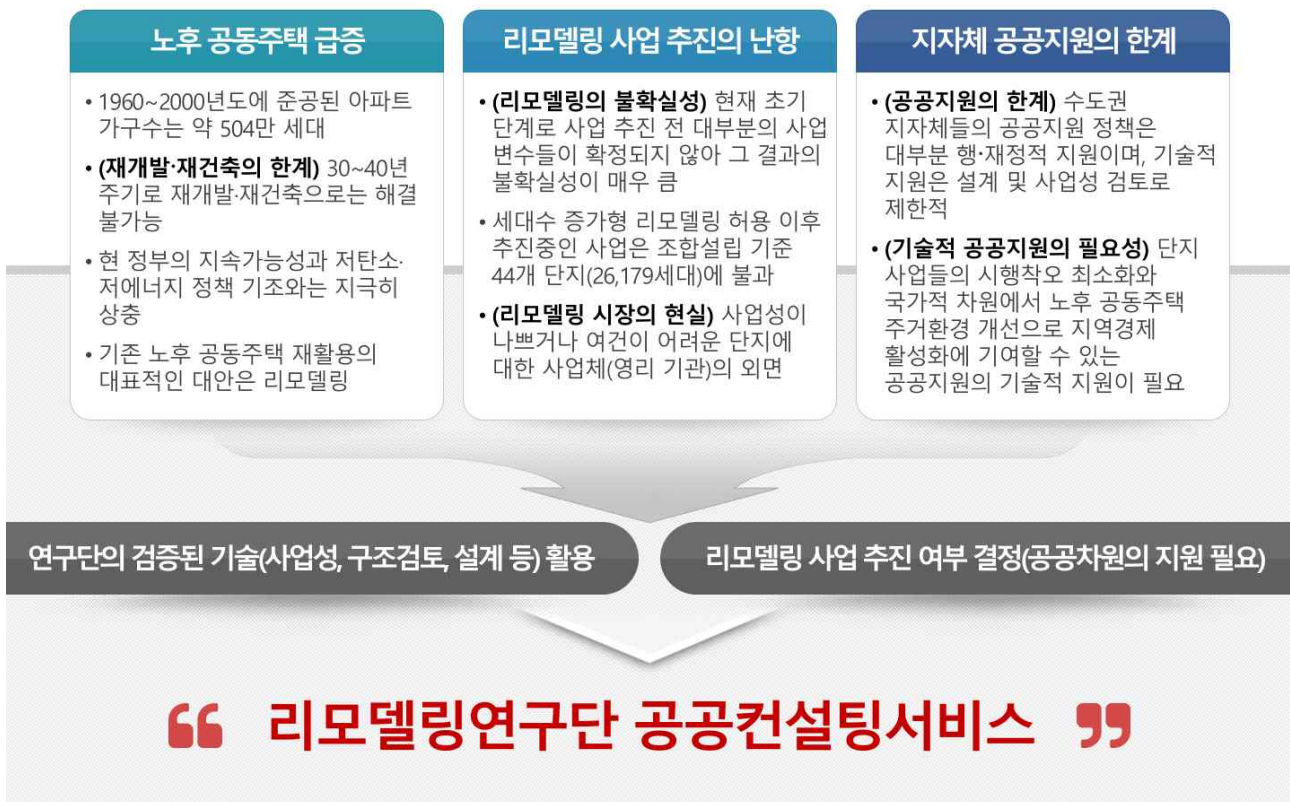 노후 공동주택 급증
• 1960~2000년도에 준공된 아파트
가구수는 약 504만 세대
• (재개발·재건축의 한계) 30~40년
주기로 재개발·재건축으로는 해결
불가능
• 현 정부의 지속가능성과 저탄소·
저에너지 정책 기조와는 지극히
상충
• 기존 노후 공동주택 재활용의
대표적인 대안은 리모델링
리모델링 사업 추진의 난항
• (리모델링의 불확실성) 현재 초기
단계로 사업 추진 전 대부분의 사업
변수들이 확정되지 않아 그 결과의
불확실성이 매우 큼
• 세대수 증가형 리모델링 허용 이후
추진중인 사업은 조합설립 기준
44개 단지(26,179세대)에 불과
• (리모델링 시장의 현실) 사업성이
나쁘거나 여건이 어려운 단지에
대한 사업체(영리 기관)의 외면
지자체 공공지원의 한계
• (공공지원의 한계) 수도권
지자체들의 공공지원 정책은
대부분 행·재정적 지원이며, 기술적
지원은 설계 및 사업성 검토로
제한적
• (기술적 공공지원의 필요성) 단지
사업들의 시행착오 최소화와
국가적 차원에서 노후 공동주택
주거환경 개선으로 지역경제
활성화에 기여할 수 있는
공공지원의 기술적 지원이 필요
연구단의 검증된 기술(사업성, 구조검토, 설계 등) 활용
리모델링 사업 추진 여부 결정(공공차원의 지원 필요)
“ 리모델링연구단 공공컨설팅서비스 ”